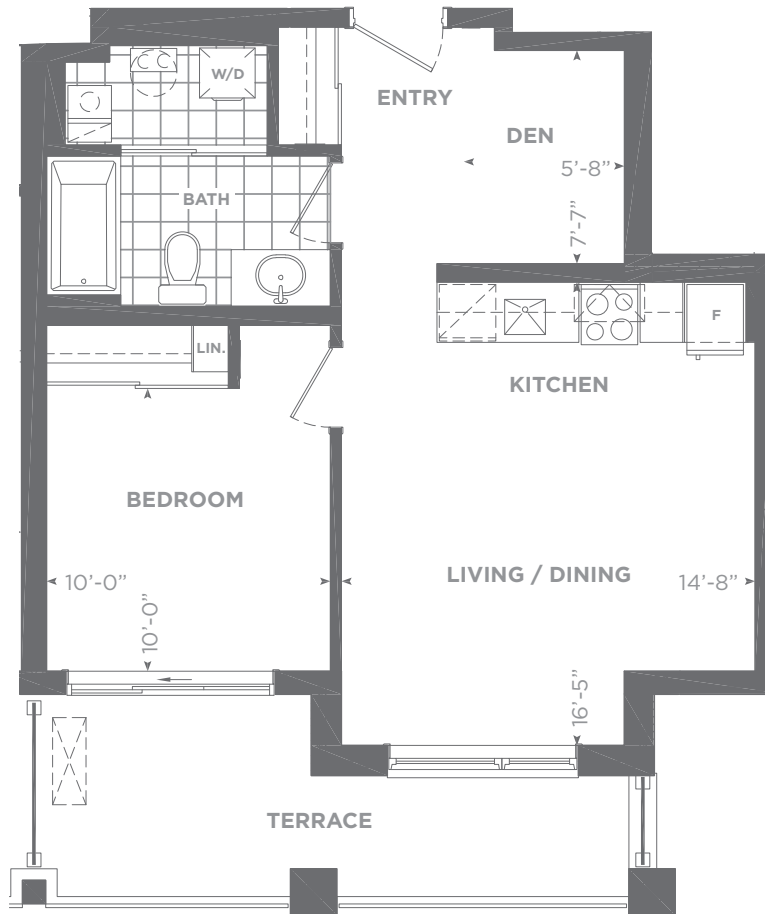 W/D
ENTRY
DEN
5'-8"
BATH
7'-7"
F
LIN.
KITCHEN
BEDROOM
10'-0"
LIVING / DINING
14'-8"
10'-0"
16'-5"
TERRACE